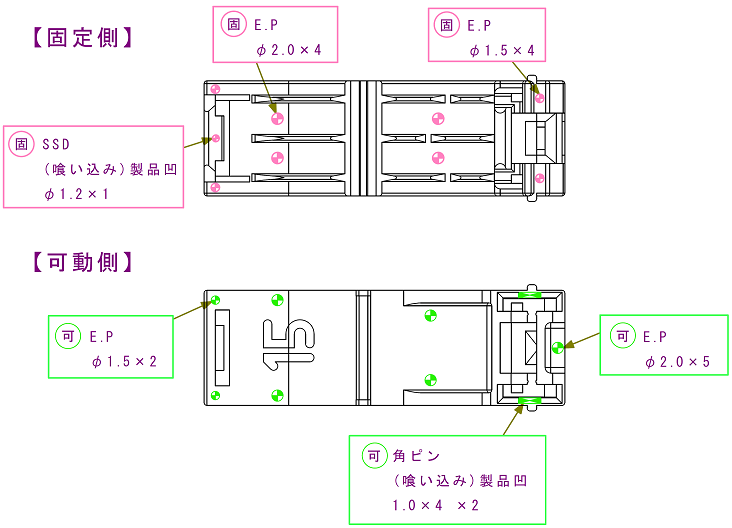 【固定側】
固 E.P
φ2.0×4
固 E.P
φ1.5×4
固 SSD
(喰い込み)製品凹
φ1.2×1
【可動側】
可 E.P
φ1.5×2
15
可 E.P
φ2.0×5
可 角ピン
(喰い込み)製品凹
1.0×4 ×2